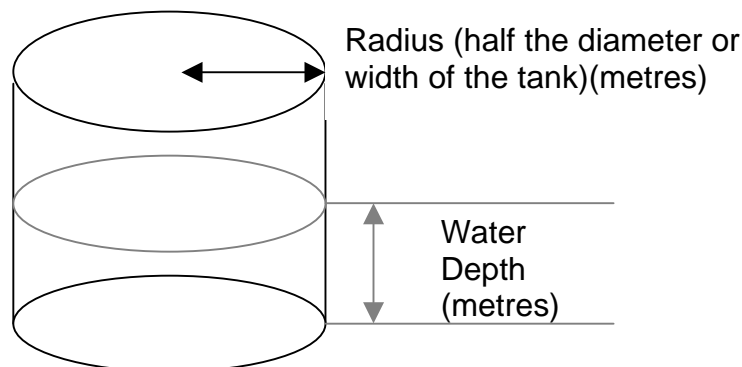 Radius (half the diameter or
width of the tank)(metres)
Water
Depth
(metres)